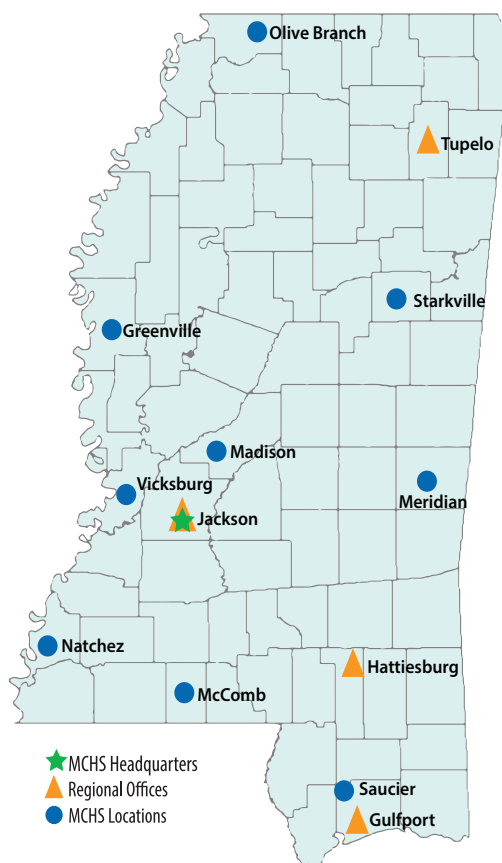 Olive Branch
Tupelo
Starkville
Greenville
Madison
Vicksburg
Meridian
Jackson
Natchez
Hattiesburg
McComb
MCHS Headquarters
Regional Offices
MCHS Locations
Saucier
Gulfport